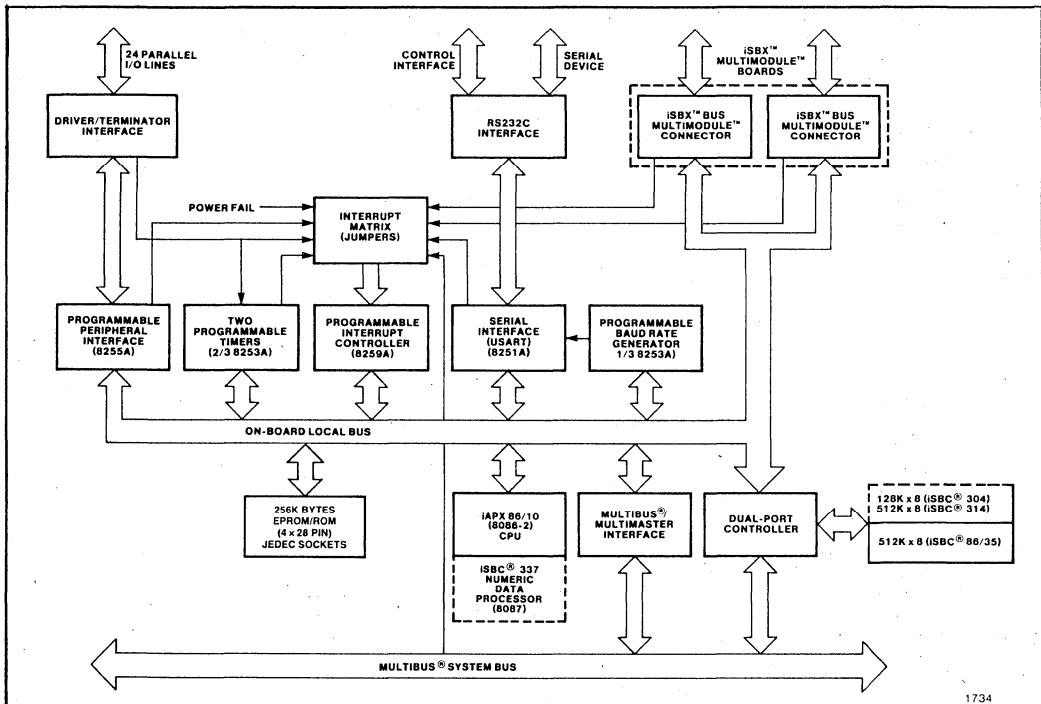 24 PARALLEL
I/O LINES
CONTROL
INTERFACE
SERIAL
DEVICE
iSBX™
MULTIMODULE™
BOARDS
DRIVER/TERMINATOR
INTERFACE
RS232C
INTERFACE
iSBX™ BUS
MULTIMODULE™
CONNECTOR
iSBX™ BUS
MULTIMODULE™
CONNECTOR
POWER FAIL
INTERRUPT
MATRIX
(JUMPERS)
PROGRAMMABLE
PERIPHERAL
INTERFACE
(8255A)
TWO
PROGRAMMABLE
TIMERS
(2/3 8253A)
PROGRAMMABLE
INTERRUPT
CONTROLLER
(8259A)
SERIAL
INTERFACE
(USART)
(8251A)
PROGRAMMABLE
BAUD RATE
GENERATOR
1/3 8253A)
ON-BOARD LOCAL BUS
256K BYTES
EPROM/ROM
(4 x 28 PIN)
JEDEC SOCKETS
iAPX 86/10
(8086-2)
CPU
iSBC® 337
NUMERIC
DATA
PROCESSOR
(8087)
MULTIBUS®/
MULTIMASTER
INTERFACE
DUAL-PORT
CONTROLLER
128K x 8 (iSBC® 304)
512K x 8 (iSBC® 314)
512K x 8 (iSBC® 86/35)
MULTIBUS® SYSTEM BUS
1734